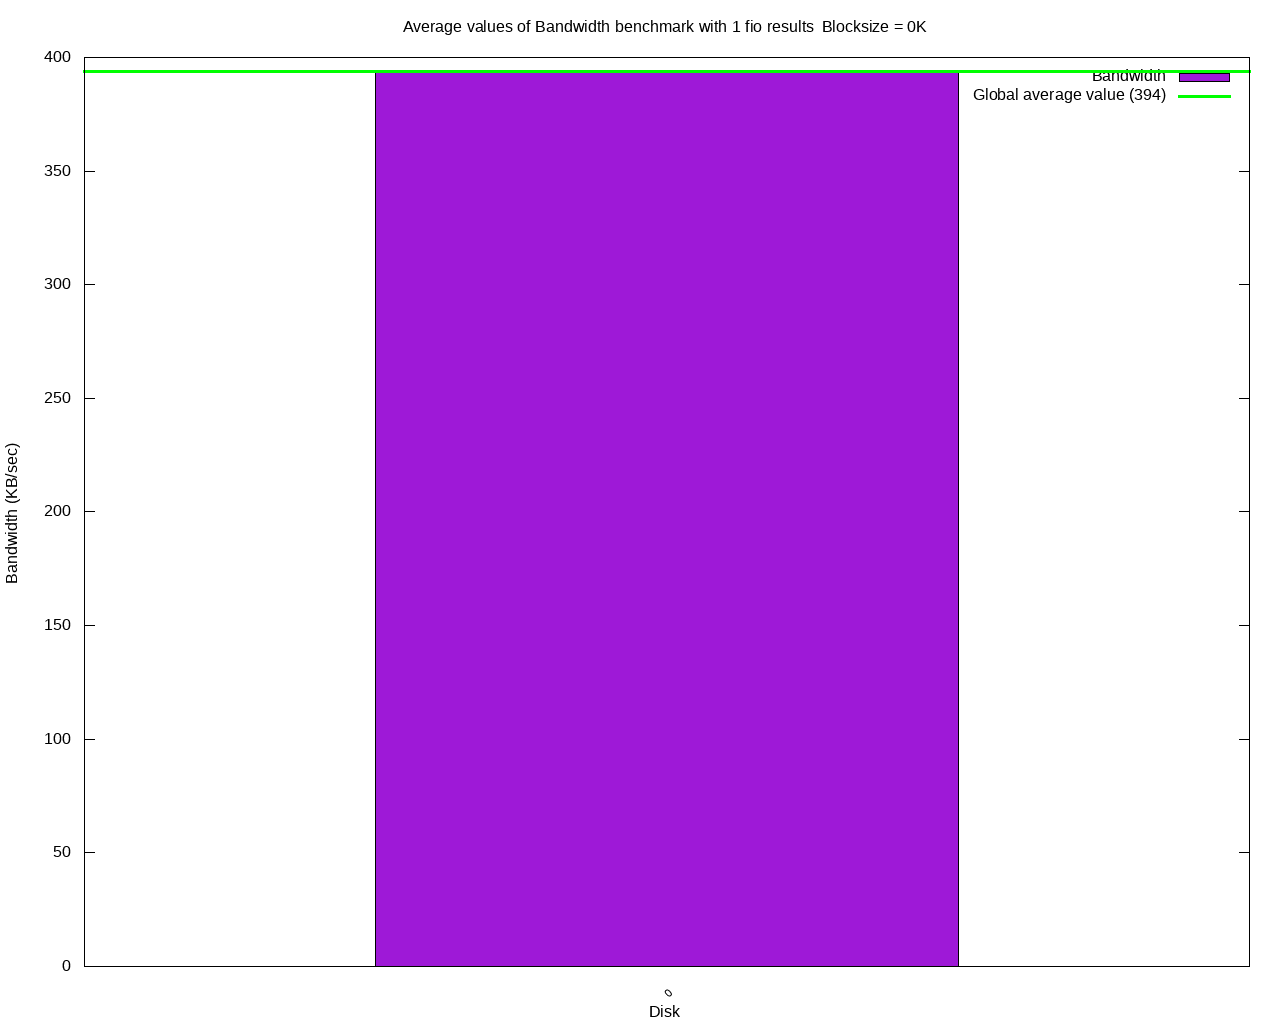 Average values of Bandwidth benchmark with 1 fio results  Blocksize = 0K
400
350
300
250
200
150
100
50
0
Bandwidth (KB/sec)
Bandwidth
Global average value (394)
0
Disk